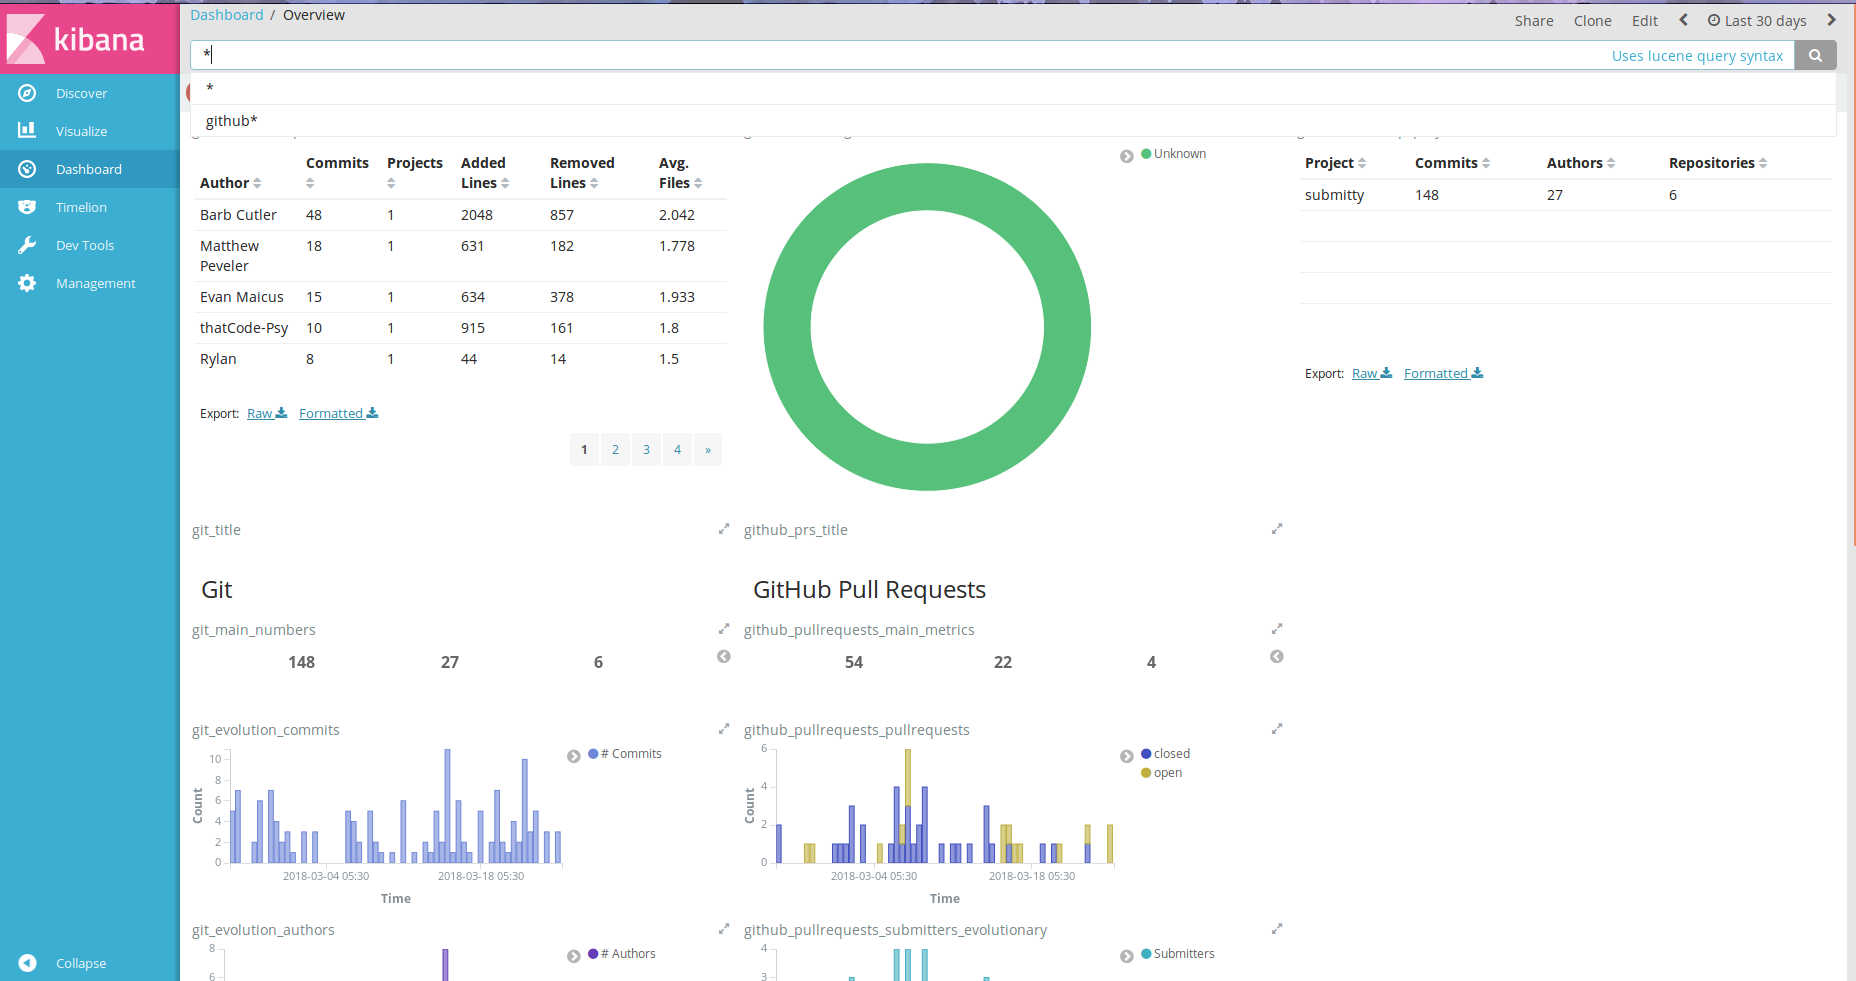 kibana
Discover
Visualize
Dashboard
Timelion
Dev Tools
Management
Collapse
Dashboard / Overview
Share Clone Edit Last 30 days
* Uses lucene query syntax
*
github*
Author Commits Projects Added Lines Removed Lines Avg. Files
Barb Cutler 48 1 2048 857 2.042
Matthew Peveler 18 1 631 182 1.778
Evan Maicus 15 1 634 378 1.933
thatCode-Psy 10 1 915 161 1.8
Rylan 8 1 44 14 1.5
Export: Raw Formatted
1 2 3 4 »
Unknown
Project Commits Authors Repositories
submitty 148 27 6
Export: Raw Formatted
git_title
Git
github_prs_title
GitHub Pull Requests
git_main_numbers
148 27 6
github_pullrequests_main_metrics
54 22 4
git_evolution_commits
# Commits
Count
10
8
6
4
2
0
2018-03-04 05:30 2018-03-18 05:30
Time
github_pullrequests_pullrequests
closed
open
Count
6
4
2
0
2018-03-04 05:30 2018-03-18 05:30
Time
git_evolution_authors
# Authors
8
6
github_pullrequests_submitters_evolutionary
Submitters
4
3